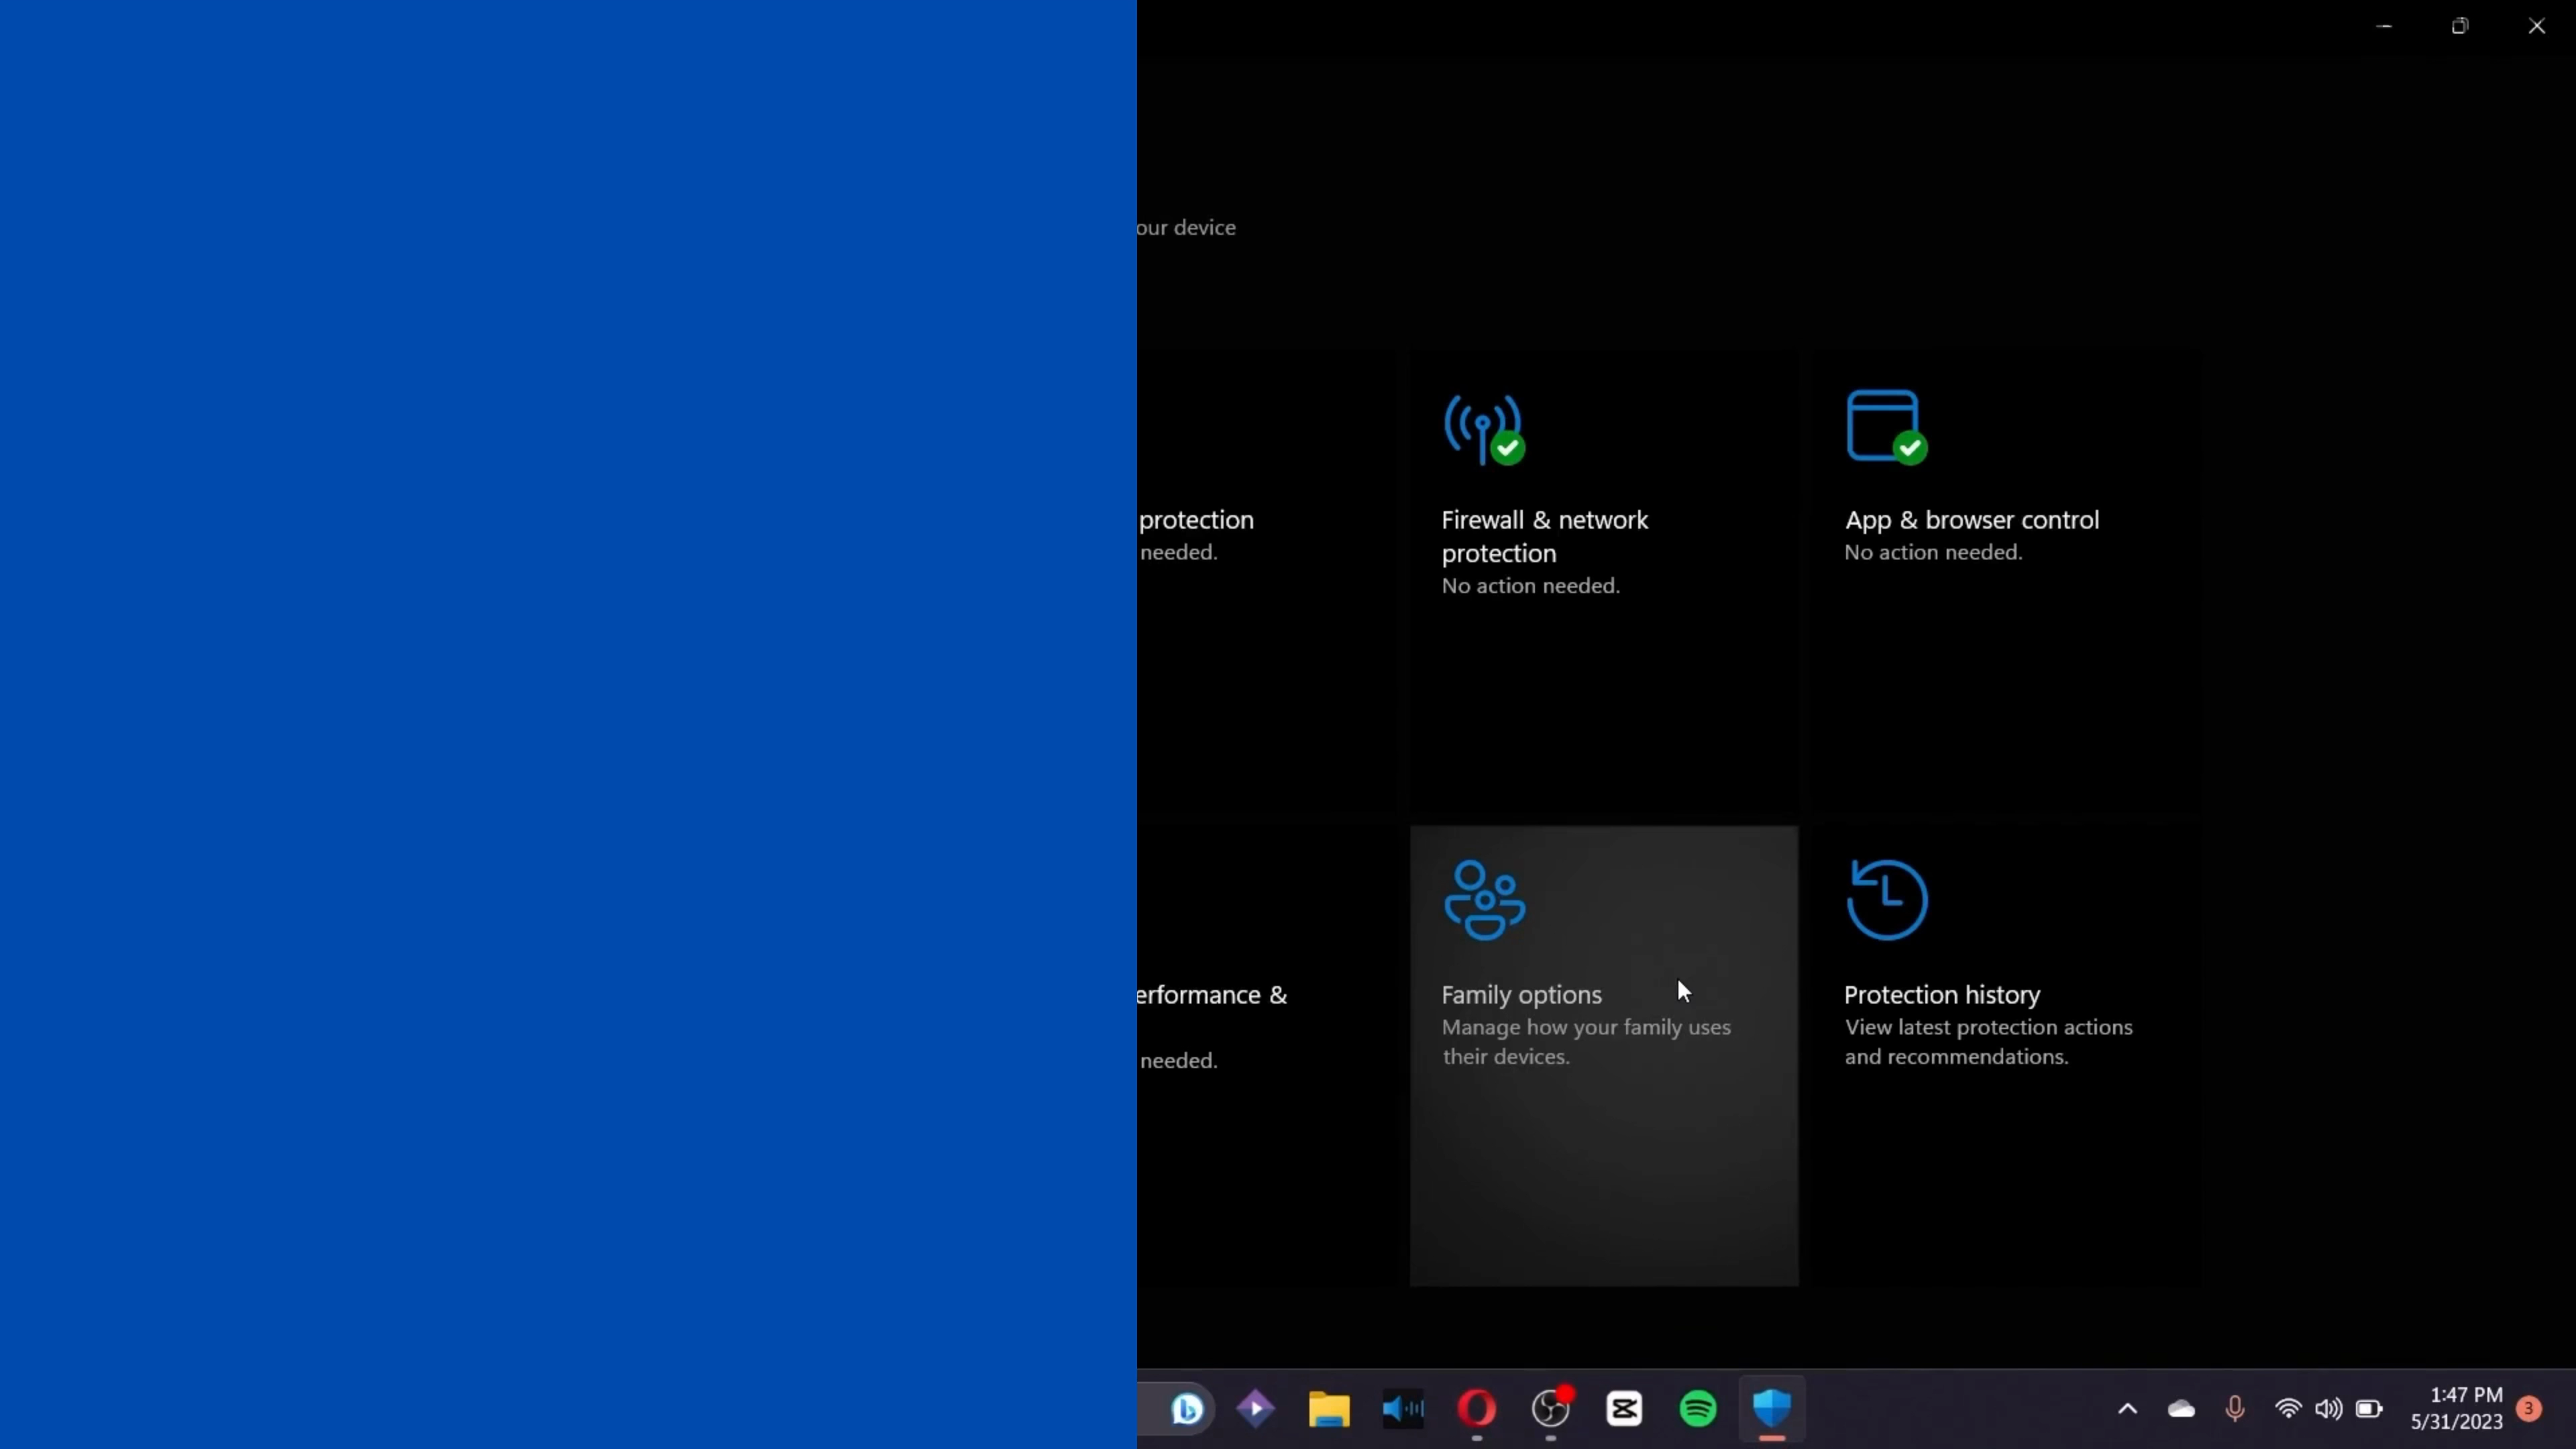 our device
protection
needed.
Firewall & network
protection
No action needed.
App & browser control
No action needed.
erformance &
needed.
Family options
Manage how your family uses
their devices.
Protection history
View latest protection actions
and recommendations.
1:47 PM
5/31/2023
3